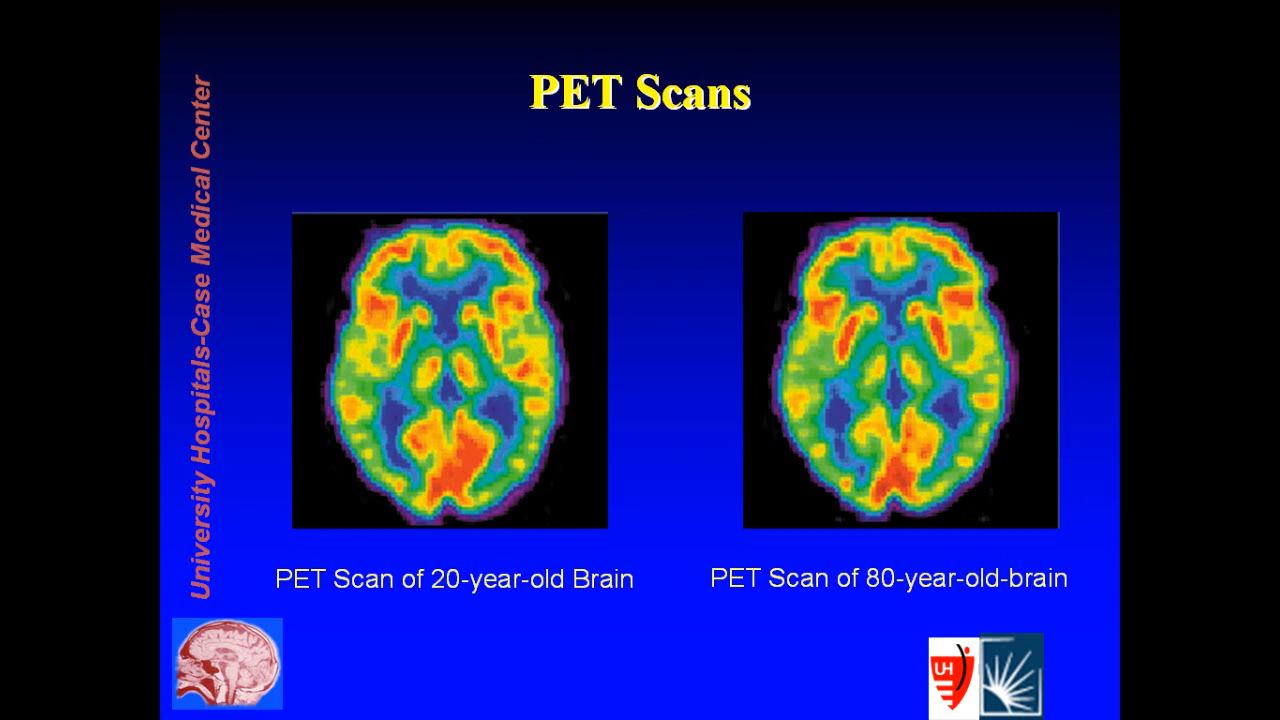 PET Scans
University Hospitals-Case Medical Center
PET Scan of 20-year-old Brain
PET Scan of 80-year-old-brain
UH